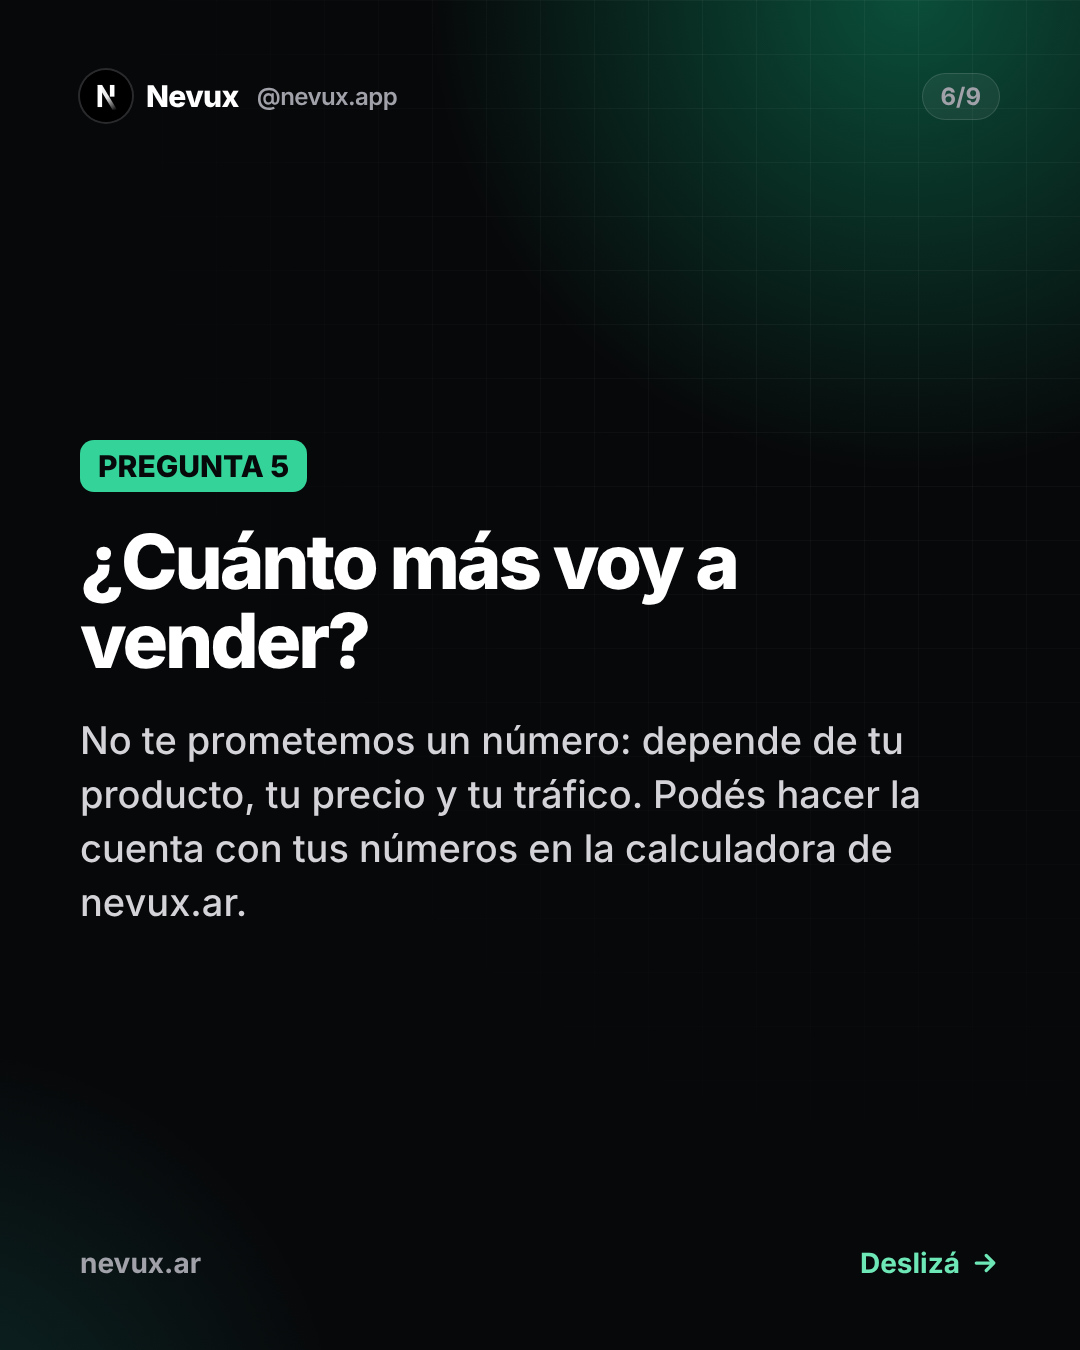 N Nevux @nevux.app 6/9
PREGUNTA 5
¿Cuánto más voy a
vender?
No te prometemos un número: depende de tu
producto, tu precio y tu tráfico. Podés hacer la
cuenta con tus números en la calculadora de
nevux.ar.
nevux.ar Deslizá →